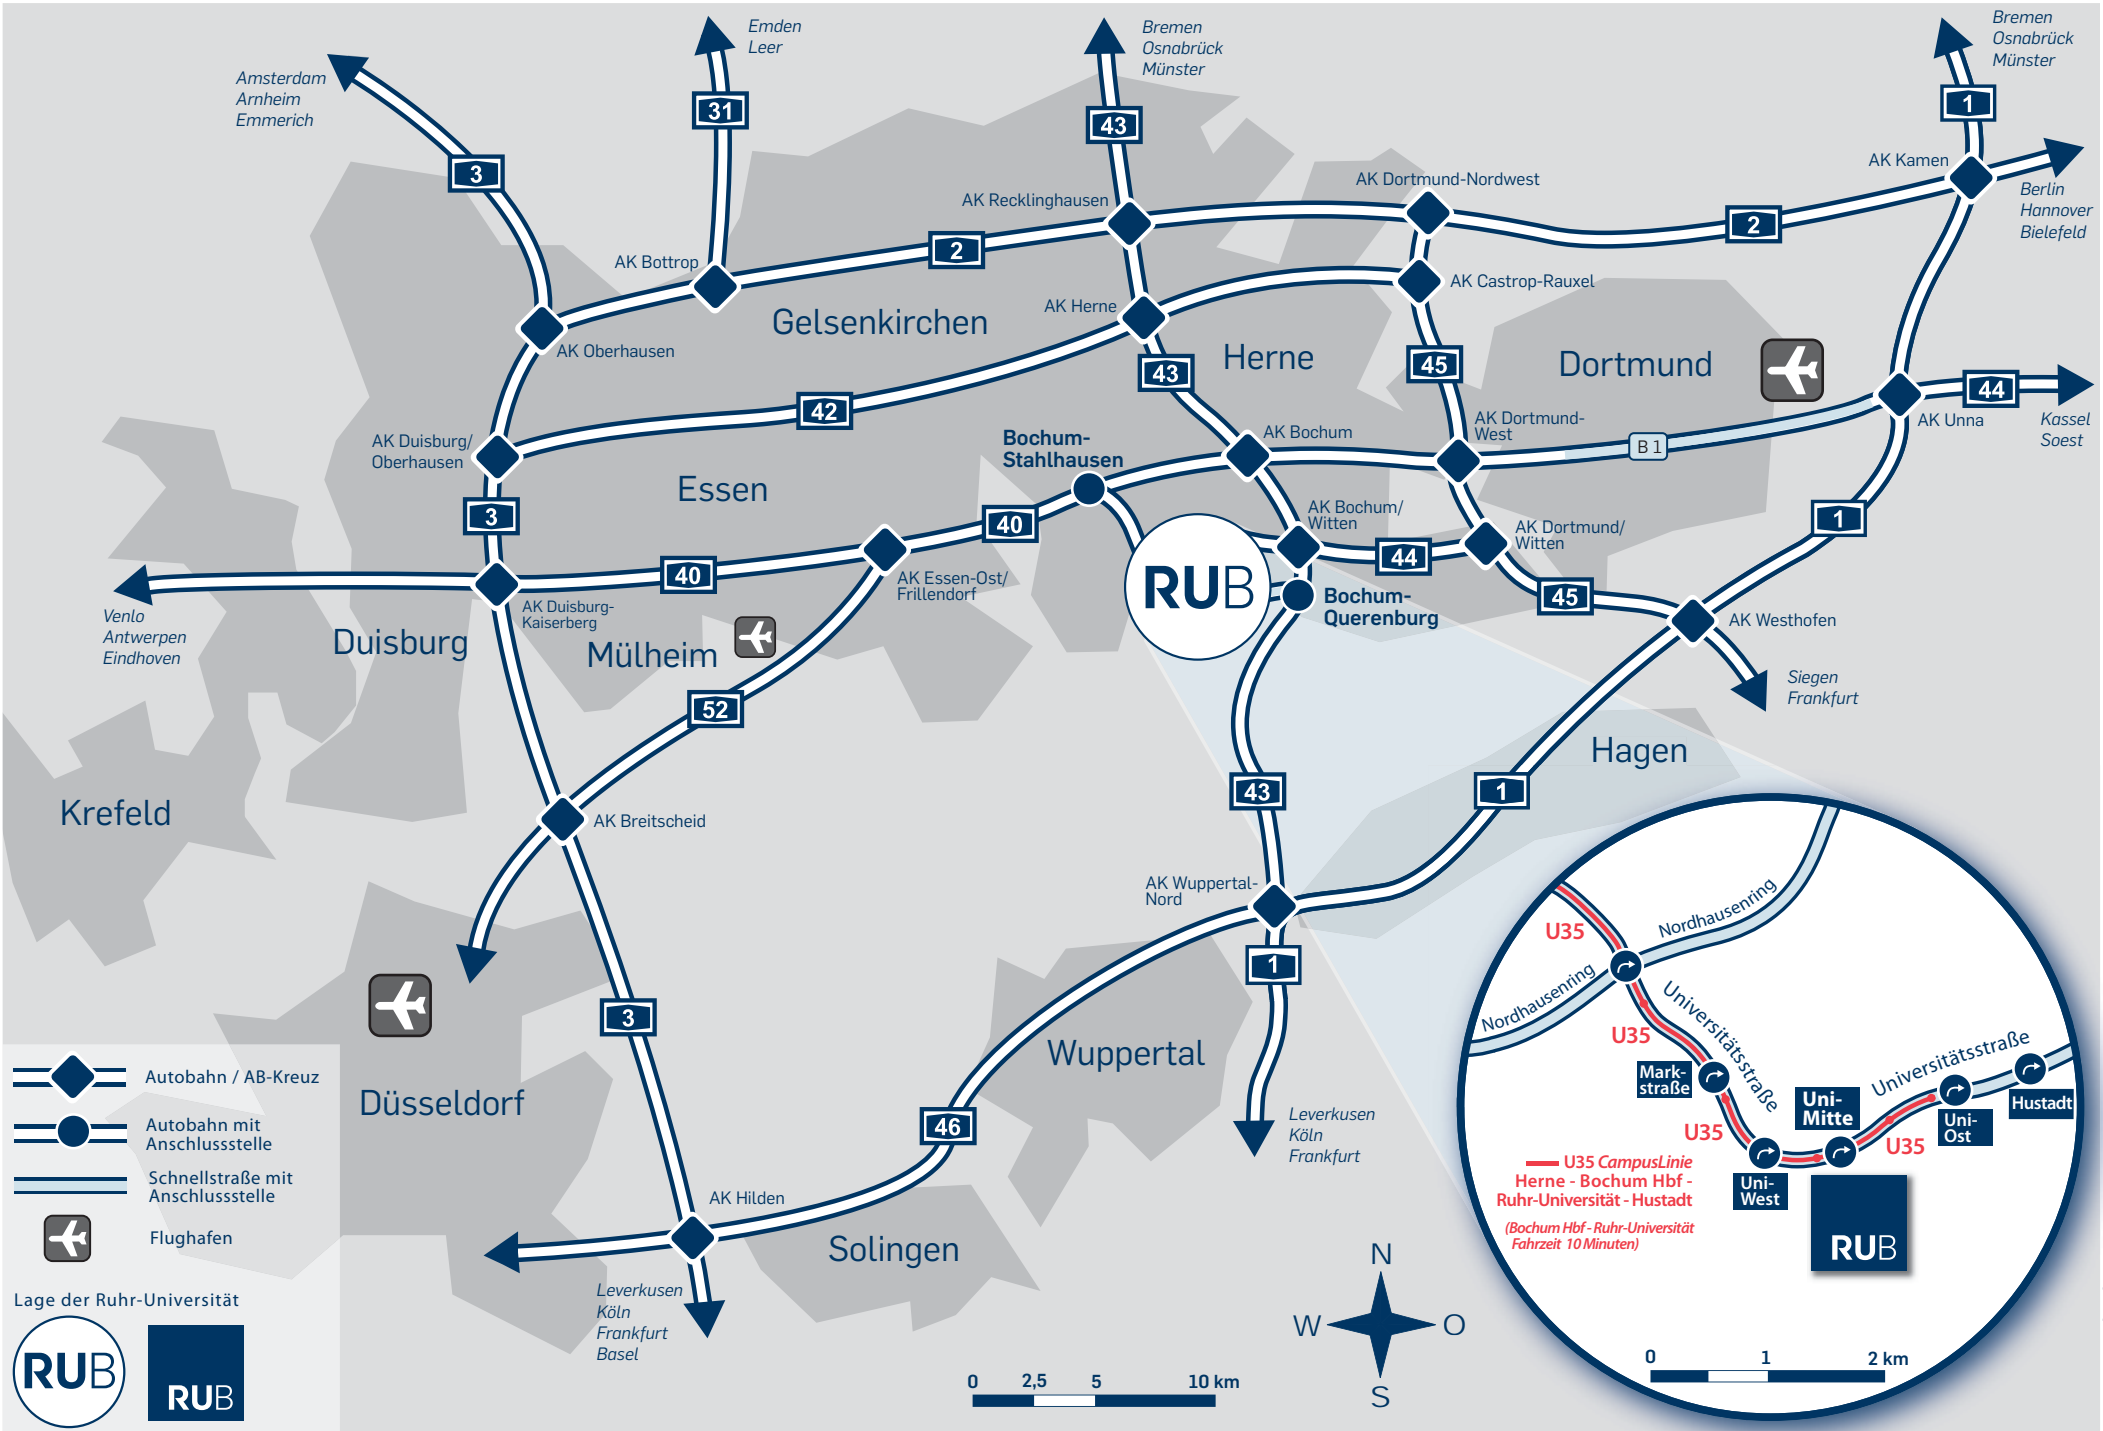 Emden
Leer
Bremen
Osnabrück
Münster
Bremen
Osnabrück
Münster
Amsterdam
Arnheim
Emmerich
31
43
1
3
AK Kamen
AK Dortmund-Nordwest
AK Recklinghausen
Berlin
Hannover
Bielefeld
2
2
AK Bottrop
AK Castrop-Rauxel
AK Herne
Gelsenkirchen
AK Oberhausen
Herne
Dortmund
43
45
44
42
AK Unna
Kassel
Soest
AK Dortmund-
West
AK Bochum
Bochum-
Stahlhausen
AK Duisburg/
Oberhausen
B 1
Essen
3
40
AK Bochum/
Witten
1
AK Dortmund/
Witten
44
40
AK Essen-Ost/
Frillendorf
RUB
Bochum-
Querenburg
45
AK Duisburg-
Kaiserberg
Venlo
Antwerpen
Eindhoven
Duisburg
Mülheim
AK Westhofen
Siegen
Frankfurt
52
Hagen
43
1
Krefeld
AK Breitscheid
AK Wuppertal-
Nord
1
3
Wuppertal
Düsseldorf
46
Leverkusen
Köln
Frankfurt
AK Hilden
Solingen
Leverkusen
Köln
Frankfurt
Basel
Autobahn / AB-Kreuz
Autobahn mit
Anschlussstelle
Schnellstraße mit
Anschlussstelle
Flughafen
Lage der Ruhr-Universität
RUB
RUB
0 2,5 5 10 km
N
W O
S
Nordhausenring
U35
Nordhausenring
Universitätsstraße
U35
Mark-
straße
Universitätsstraße
Uni-
Mitte
Hustadt
Uni-
Ost
U35
U35
Uni-
West
U35 CampusLinie
Herne - Bochum Hbf -
Ruhr-Universität - Hustadt
(Bochum Hbf - Ruhr-Universität
Fahrzeit 10 Minuten)
RUB
0 1 2 km